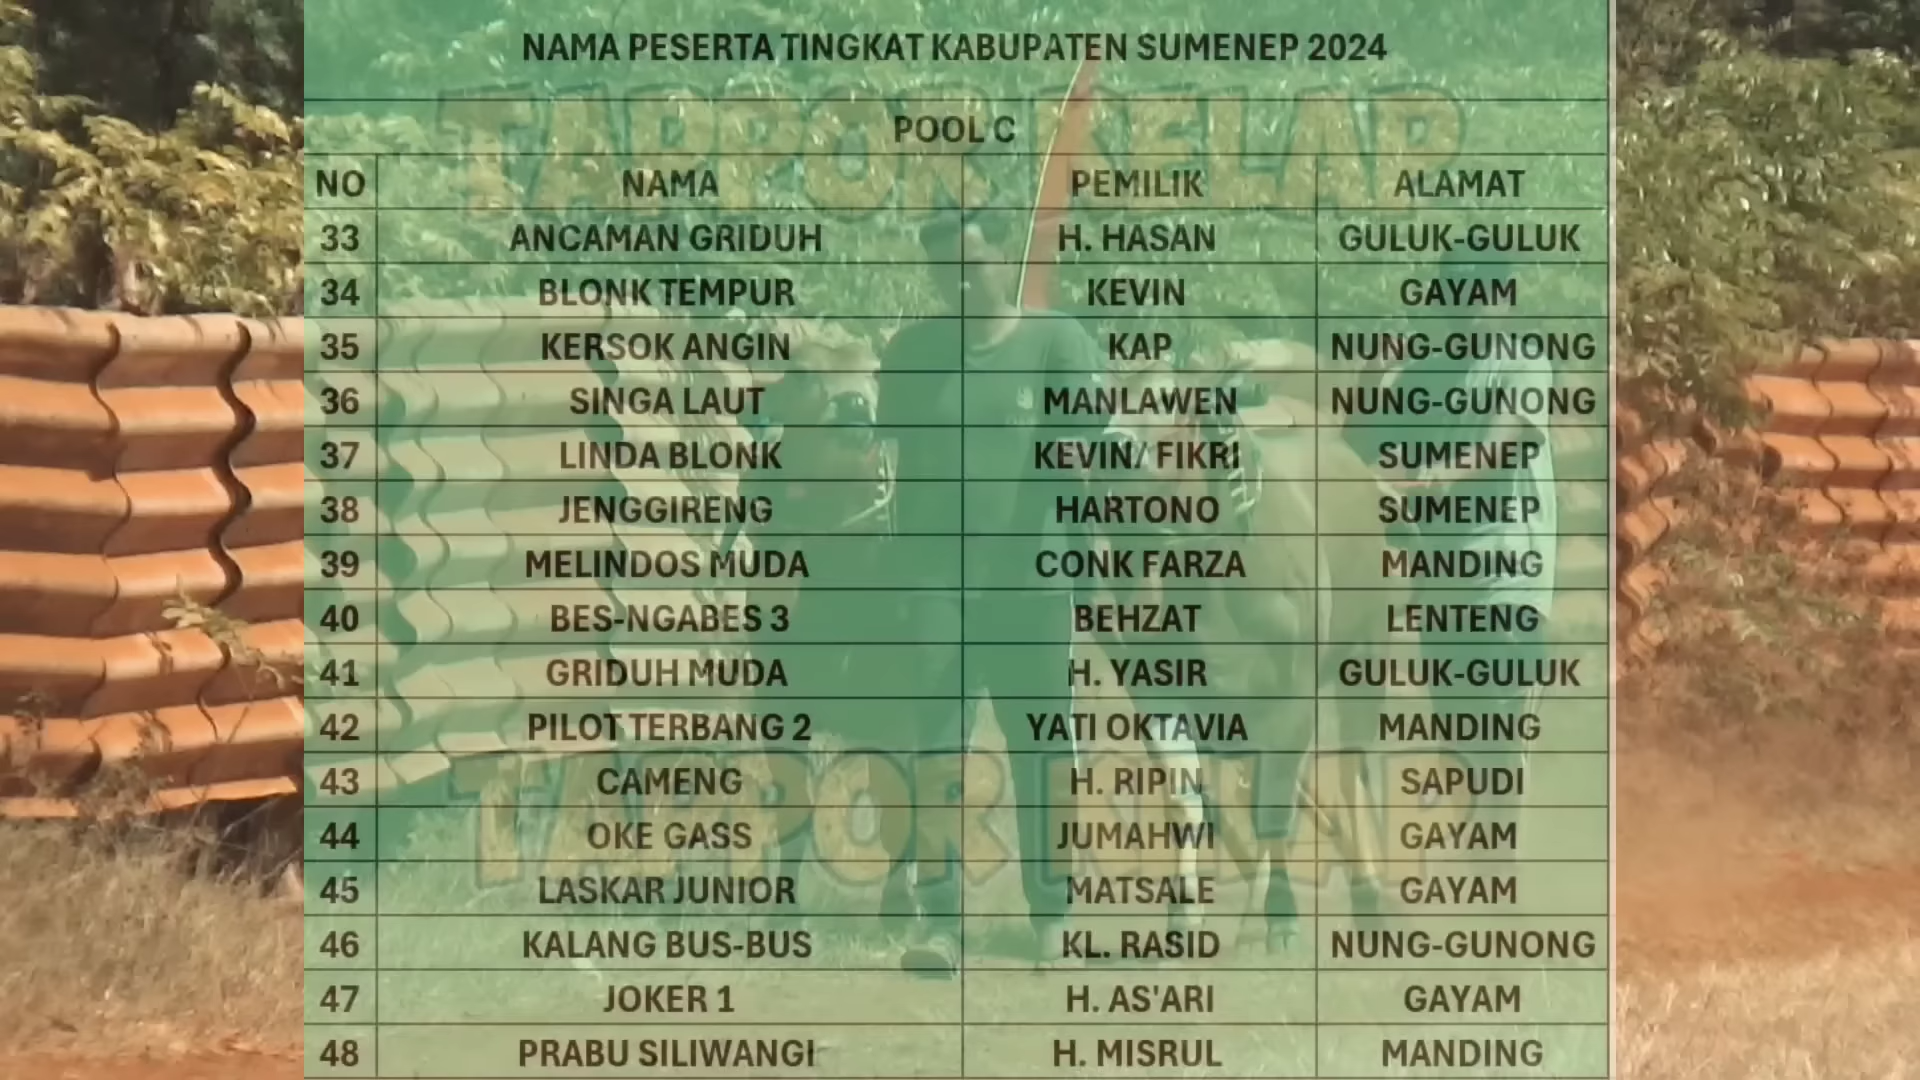 NAMA PESERTA TINGKAT KABUPATEN SUMENEP 2024
TAPPOR KELAP
POOL C
NO NAMA PEMILIK ALAMAT
33 ANCAMAN GRIDUH H. HASAN GULUK-GULUK
34 BLONK TEMPUR KEVIN GAYAM
35 KERSOK ANGIN KAP NUNG-GUNONG
36 SINGA LAUT MANLAWEN NUNG-GUNONG
37 LINDA BLONK KEVIN/ FIKRI SUMENEP
38 JENGGIRENG HARTONO SUMENEP
39 MELINDOS MUDA CONK FARZA MANDING
40 BES-NGABES 3 BEHZAT LENTENG
41 GRIDUH MUDA H. YASIR GULUK-GULUK
42 PILOT TERBANG 2 YATI OKTAVIA MANDING
43 CAMENG H. RIPIN SAPUDI
TAPPOR KELAP
44 OKE GASS JUMAHWI GAYAM
45 LASKAR JUNIOR MATSALE GAYAM
46 KALANG BUS-BUS KL. RASID NUNG-GUNONG
47 JOKER 1 H. AS'ARI GAYAM
48 PRABU SILIWANGI H. MISRUL MANDING